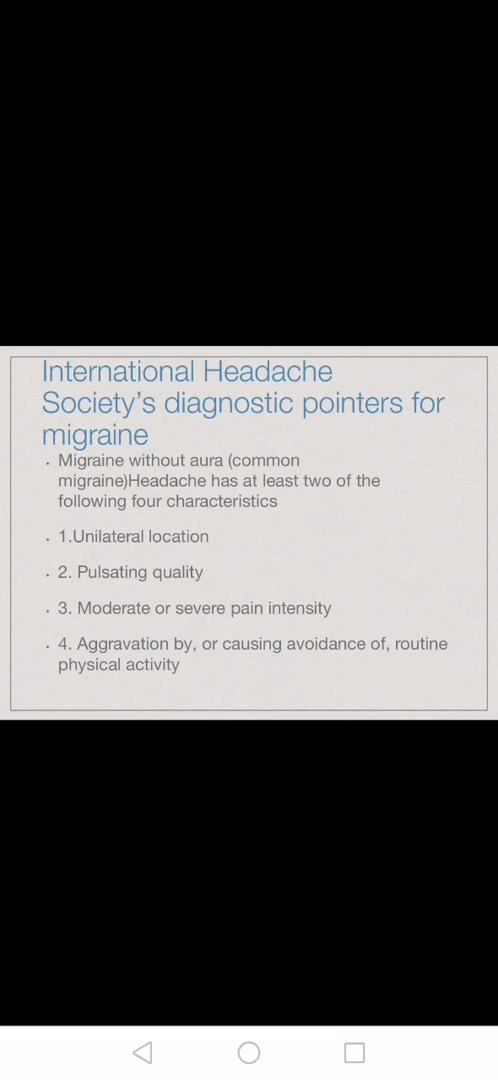 International Headache
Society’s diagnostic pointers for
migraine
· Migraine without aura (common
migraine)Headache has at least two of the
following four characteristics
· 1.Unilateral location
· 2. Pulsating quality
· 3. Moderate or severe pain intensity
· 4. Aggravation by, or causing avoidance of, routine
physical activity